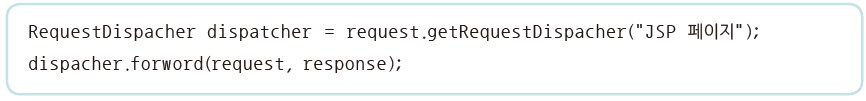 RequestDispacher dispatcher = request.getRequestDispacher("JSP 페이지");
dispacher.forword(request, response);